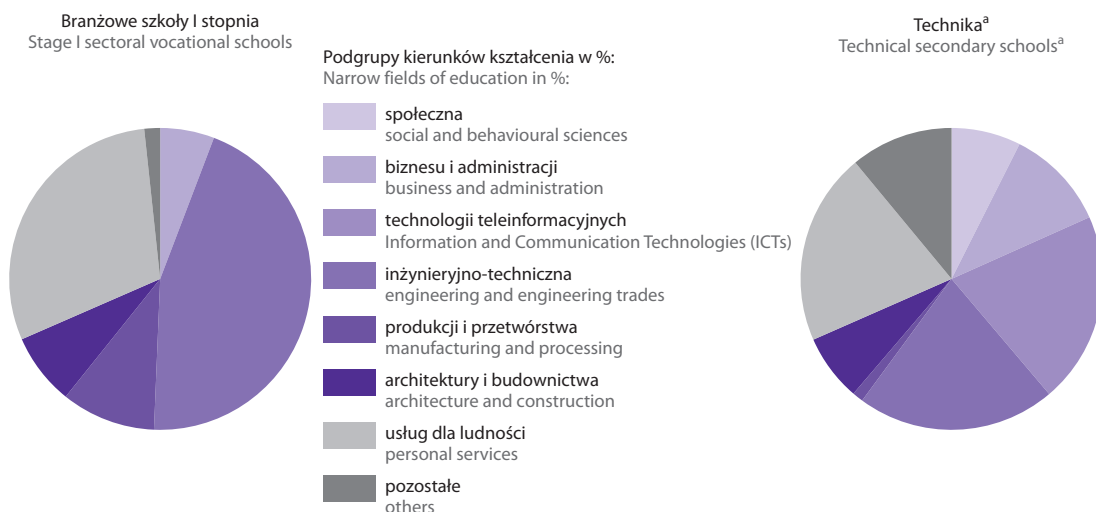 Branżowe szkoły I stopnia
Stage I sectoral vocational schools
Podgrupy kierunków kształcenia w %:
Narrow fields of education in %:
społeczna
social and behavioural sciences
biznesu i administracji
business and administration
technologii teleinformacyjnych
Information and Communication Technologies (ICTs)
inżynieryjno-techniczna
engineering and engineering trades
produkcji i przetwórstwa
manufacturing and processing
architektury i budownictwa
architecture and construction
usług dla ludności
personal services
pozostałe
others
Technikaᵃ
Technical secondary schoolsᵃ